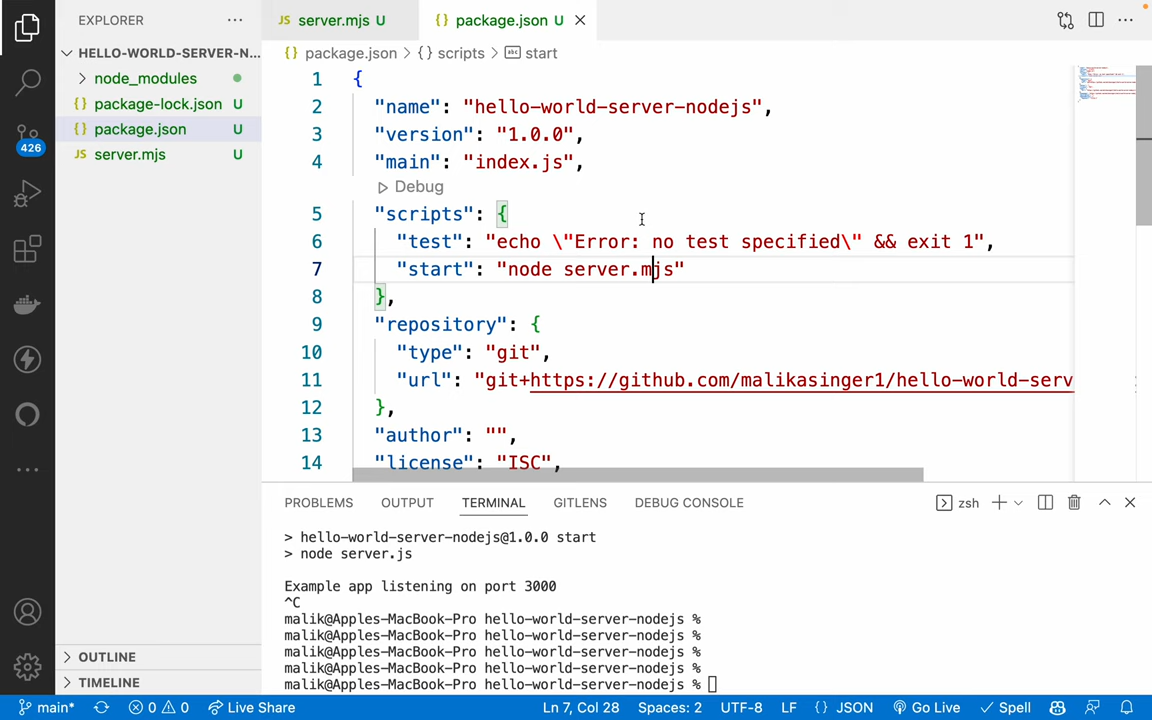 EXPLORER
HELLO-WORLD-SERVER-N...
node_modules
package-lock.json U
package.json U
server.mjs U
OUTLINE
TIMELINE
426
JS server.mjs U
{} package.json U
{} package.json > {} scripts > abc start
1 {
2 "name": "hello-world-server-nodejs",
3 "version": "1.0.0",
4 "main": "index.js",
Debug
5 "scripts": {
6 "test": "echo \"Error: no test specified\" && exit 1",
7 "start": "node server.mjs"
8 },
9 "repository": {
10 "type": "git",
11 "url": "git+https://github.com/malikasinger1/hello-world-serv
12 },
13 "author": "",
14 "license": "ISC",
PROBLEMS OUTPUT TERMINAL GITLENS DEBUG CONSOLE
zsh
> hello-world-server-nodejs@1.0.0 start
> node server.js
Example app listening on port 3000
^C
malik@Apples-MacBook-Pro hello-world-server-nodejs %
malik@Apples-MacBook-Pro hello-world-server-nodejs %
malik@Apples-MacBook-Pro hello-world-server-nodejs %
malik@Apples-MacBook-Pro hello-world-server-nodejs %
malik@Apples-MacBook-Pro hello-world-server-nodejs %
main* 0 0 Live Share Ln 7, Col 28 Spaces: 2 UTF-8 LF {} JSON Go Live Spell